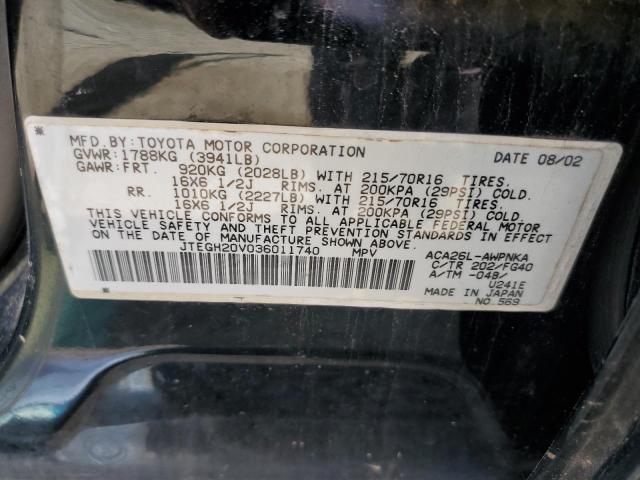 MFD.BY:TOYOTA MOTOR CORPORATION DATE 08/02
GVWR:1788KG (3941LB)
GAWR:FRT. 920KG (2028LB) WITH 215/70R16 TIRES.
16X6 1/2J RIMS. AT 200KPA (29PSI) COLD.
RR. 1010KG (2227LB) WITH 215/70R16 TIRES.
16X6 1/2J RIMS. AT 200KPA (29PSI) COLD.
THIS VEHICLE CONFORMS TO ALL APPLICABLE FEDERAL MOTOR
VEHICLE SAFETY AND THEFT PREVENTION STANDARDS IN EFFECT
ON THE DATE OF MANUFACTURE SHOWN ABOVE.
JTEGH20V036011740 MPV ACA26L-AWPNKA
C/TR 202/FG40
A/TM -04B/
U241E
MADE IN JAPAN
NO.569